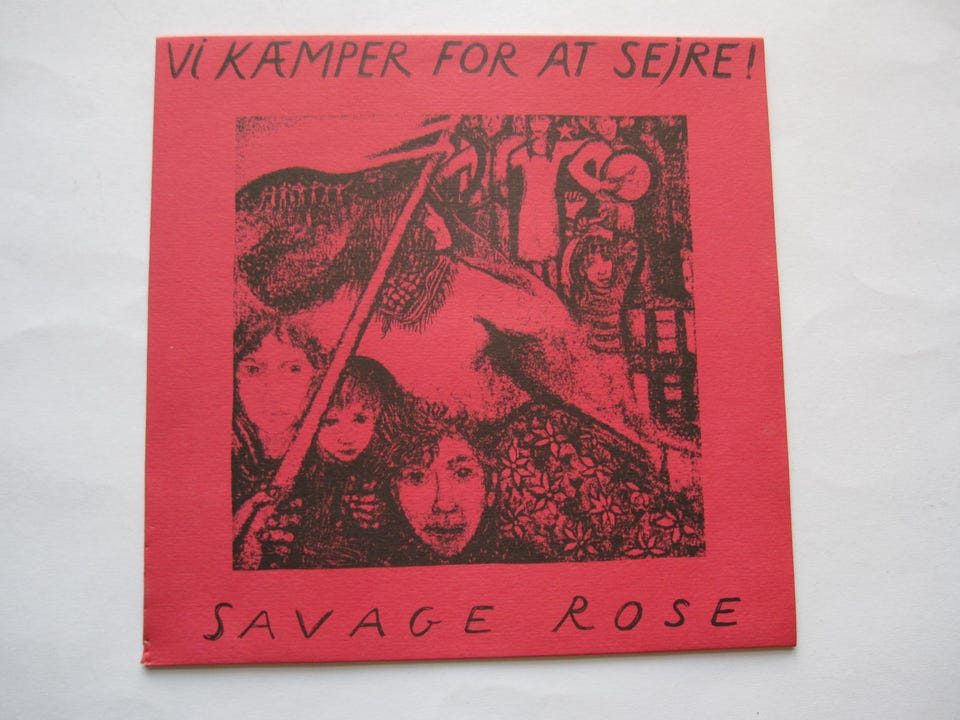 Vi KÆMPER FOR AT SEjRE!
SAVAGE ROSE